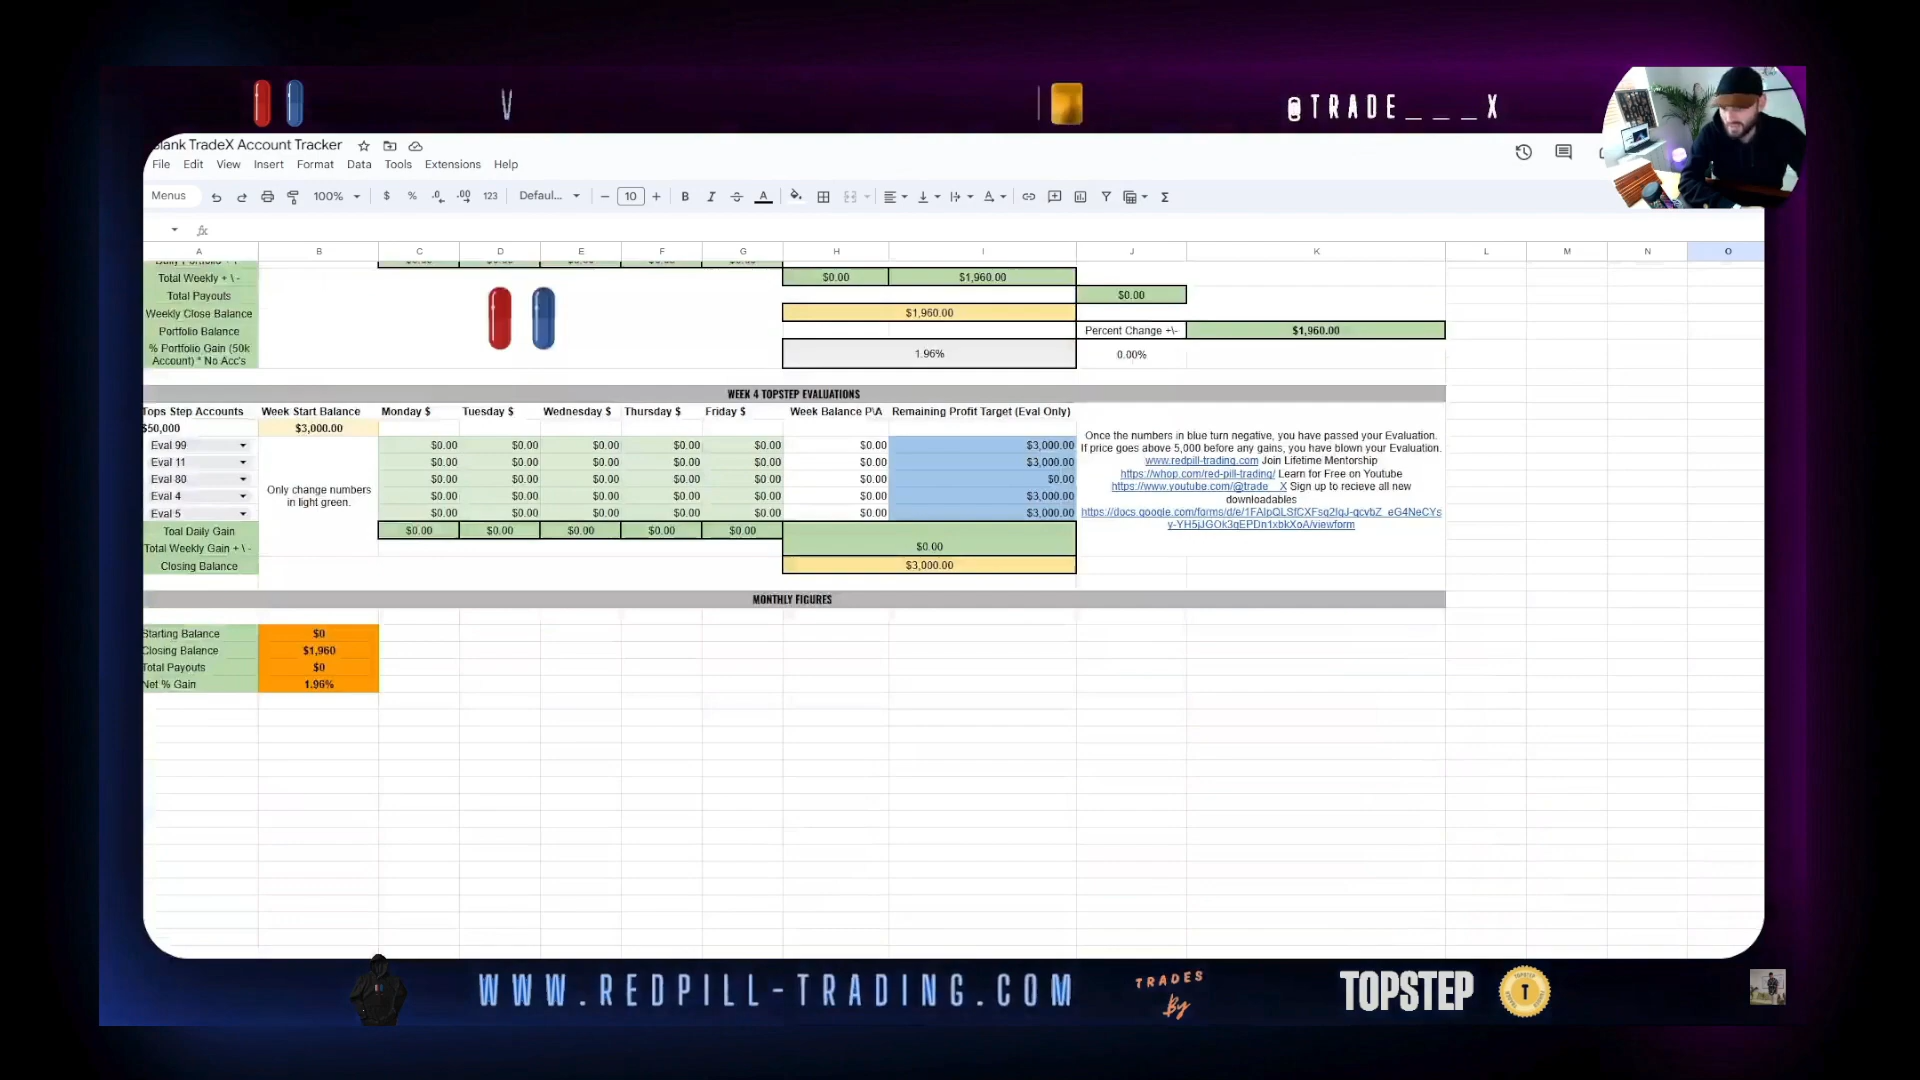 V
@TRADE___X
Blank TradeX Account Tracker
File Edit View Insert Format Data Tools Extensions Help
Menus 100% $ % .0 .00 123 Defaul... 10 B I A Σ
fx
A B C D E F G H I J K L M N O
Total Weekly + \ - $0.00 $1,960.00
Total Payouts $0.00
Weekly Close Balance $1,960.00
Portfolio Balance Percent Change +\- $1,960.00
% Portfolio Gain (50k
Account) * No Acc's 1.96% 0.00%
WEEK 4 TOPSTEP EVALUATIONS
Tops Step Accounts Week Start Balance Monday $ Tuesday $ Wednesday $ Thursday $ Friday $ Week Balance P\A Remaining Profit Target (Eval Only)
$50,000 $3,000.00
Eval 99 $0.00 $0.00 $0.00 $0.00 $0.00 $0.00 $3,000.00
Eval 11 $0.00 $0.00 $0.00 $0.00 $0.00 $0.00 $3,000.00
Eval 80 $0.00 $0.00 $0.00 $0.00 $0.00 $0.00 $0.00
Eval 4 $0.00 $0.00 $0.00 $0.00 $0.00 $0.00 $3,000.00
Eval 5 $0.00 $0.00 $0.00 $0.00 $0.00 $0.00 $3,000.00
Only change numbers
in light green.
Once the numbers in blue turn negative, you have passed your Evaluation.
If price goes above 5,000 before any gains, you have blown your Evaluation.
www.redpill-trading.com Join Lifetime Mentorship
https://whop.com/red-pill-trading/ Learn for Free on Youtube
https://www.youtube.com/@trade__X Sign up to recieve all new
downloadables
Toal Daily Gain $0.00 $0.00 $0.00 $0.00 $0.00
Total Weekly Gain + \ - $0.00
Closing Balance $3,000.00
MONTHLY FIGURES
Starting Balance $0
Closing Balance $1,960
Total Payouts $0
Net % Gain 1.96%
WWW.REDPILL-TRADING.COM
TRADES
By
TOPSTEP
T